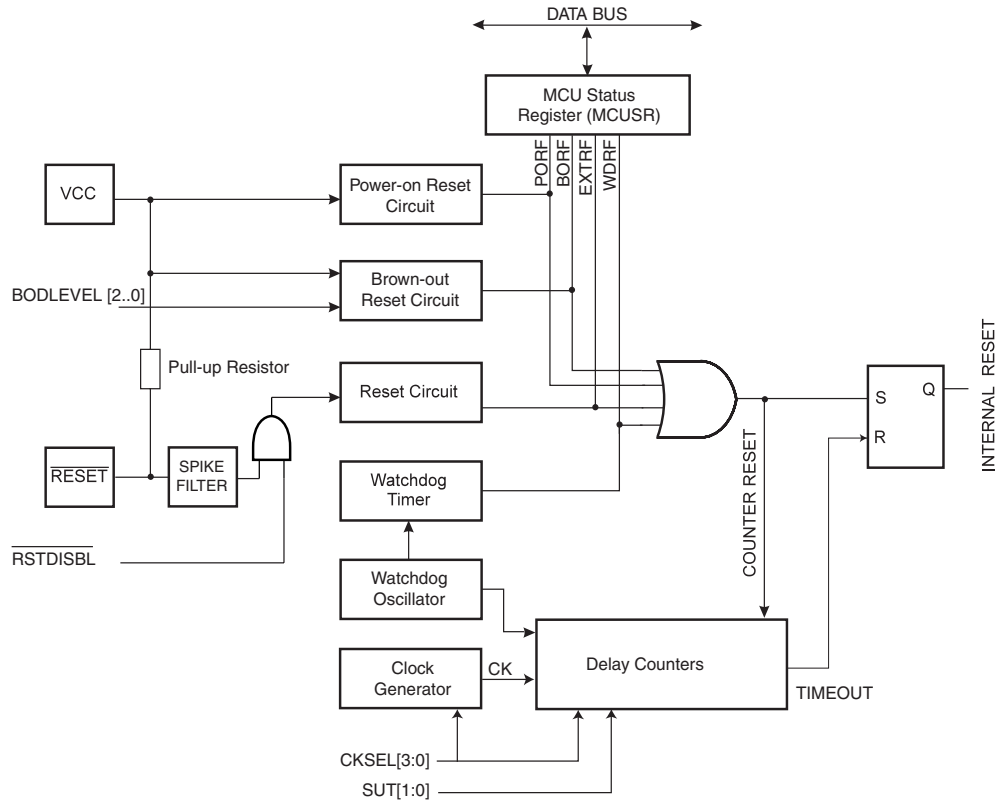 DATA BUS
MCU Status
Register (MCUSR)
PORF
BORF
EXTRF
WDRF
VCC
Power-on Reset
Circuit
BODLEVEL [2..0]
Brown-out
Reset Circuit
Pull-up Resistor
Reset Circuit
S
Q
R
INTERNAL RESET
RESET
SPIKE
FILTER
Watchdog
Timer
COUNTER RESET
RSTDISBL
Watchdog
Oscillator
Clock
Generator
CK
Delay Counters
TIMEOUT
CKSEL[3:0]
SUT[1:0]